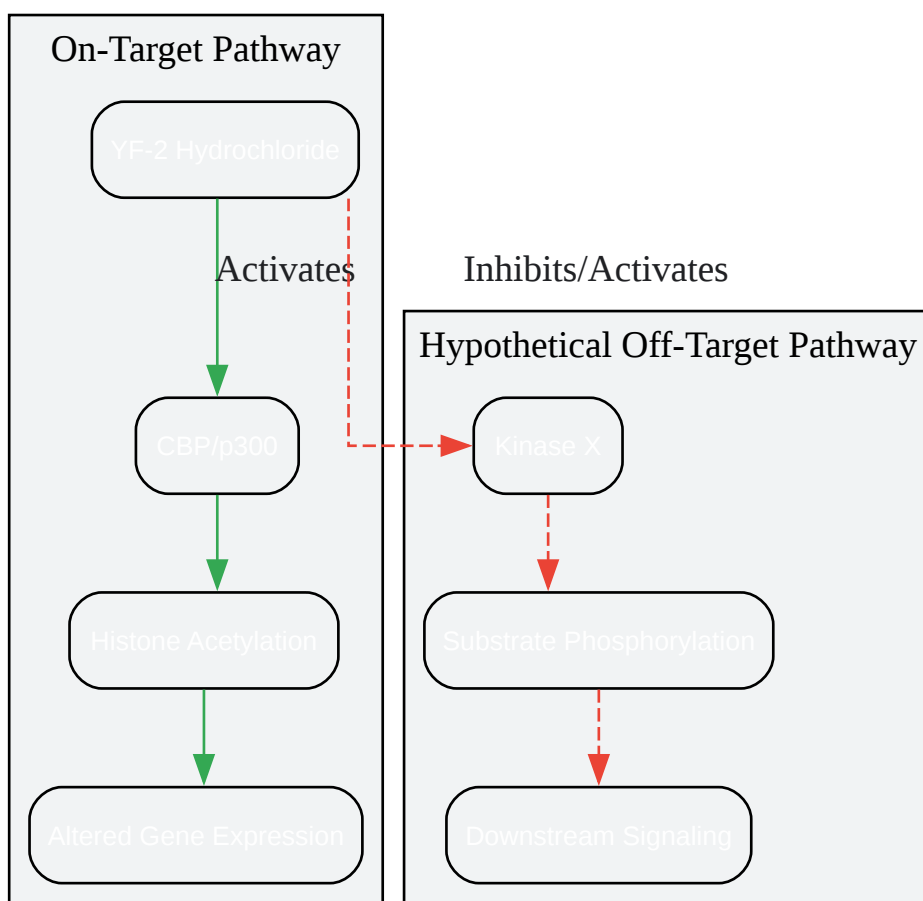 On-Target Pathway
YF-2 Hydrochloride
Activates
Inhibits/Activates
Hypothetical Off-Target Pathway
CBP/p300
Kinase X
Histone Acetylation
Substrate Phosphorylation
Altered Gene Expression
Downstream Signaling